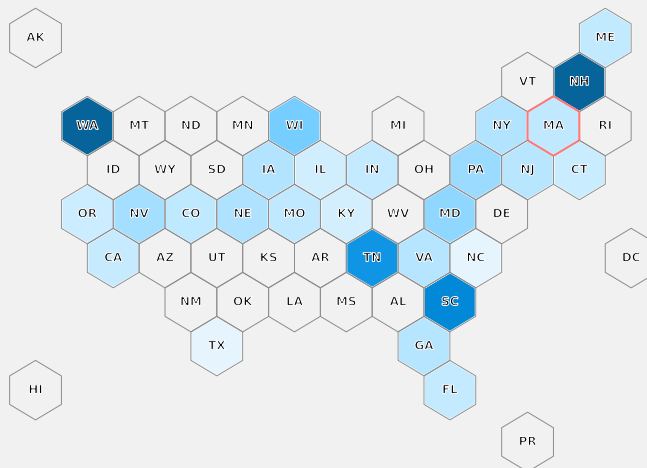 AK ME
VT NH
WA MT ND MN WI MI NY MA RI
ID WY SD IA IL IN OH PA NJ CT
OR NV CO NE MO KY WV MD DE
CA AZ UT KS AR TN VA NC DC
NM OK LA MS AL SC
TX GA
HI FL
PR